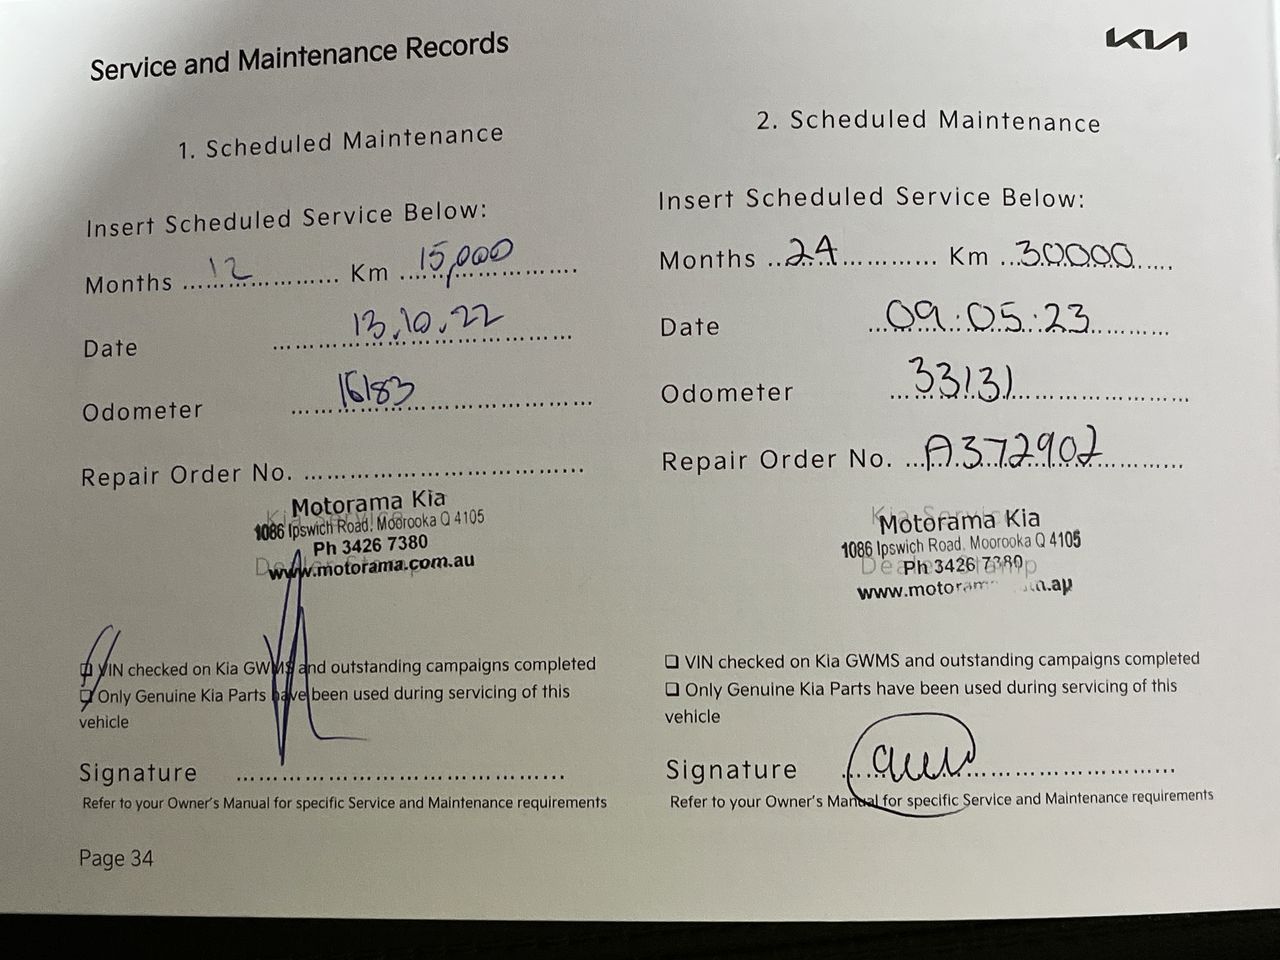 Service and Maintenance Records
KIA
1. Scheduled Maintenance
Insert Scheduled Service Below:
Months 12 Km 15,000
Date 13.10.22
Odometer 16183
Repair Order No.
Motorama Kia
1086 Ipswich Road, Moorooka Q 4105
Ph 3426 7380
www.motorama.com.au
VIN checked on Kia GWMS and outstanding campaigns completed
Only Genuine Kia Parts have been used during servicing of this
vehicle
Signature
Refer to your Owner's Manual for specific Service and Maintenance requirements
Page 34
2. Scheduled Maintenance
Insert Scheduled Service Below:
Months 24 Km 30000
Date 09.05.23
Odometer 33131
Repair Order No. A372902
Kia Service
Motorama Kia
1086 Ipswich Road, Moorooka Q 4105
Dealer Stamp
Ph 3426 7380
www.motoram
VIN checked on Kia GWMS and outstanding campaigns completed
Only Genuine Kia Parts have been used during servicing of this
vehicle
Signature
Refer to your Owner's Manual for specific Service and Maintenance requirements